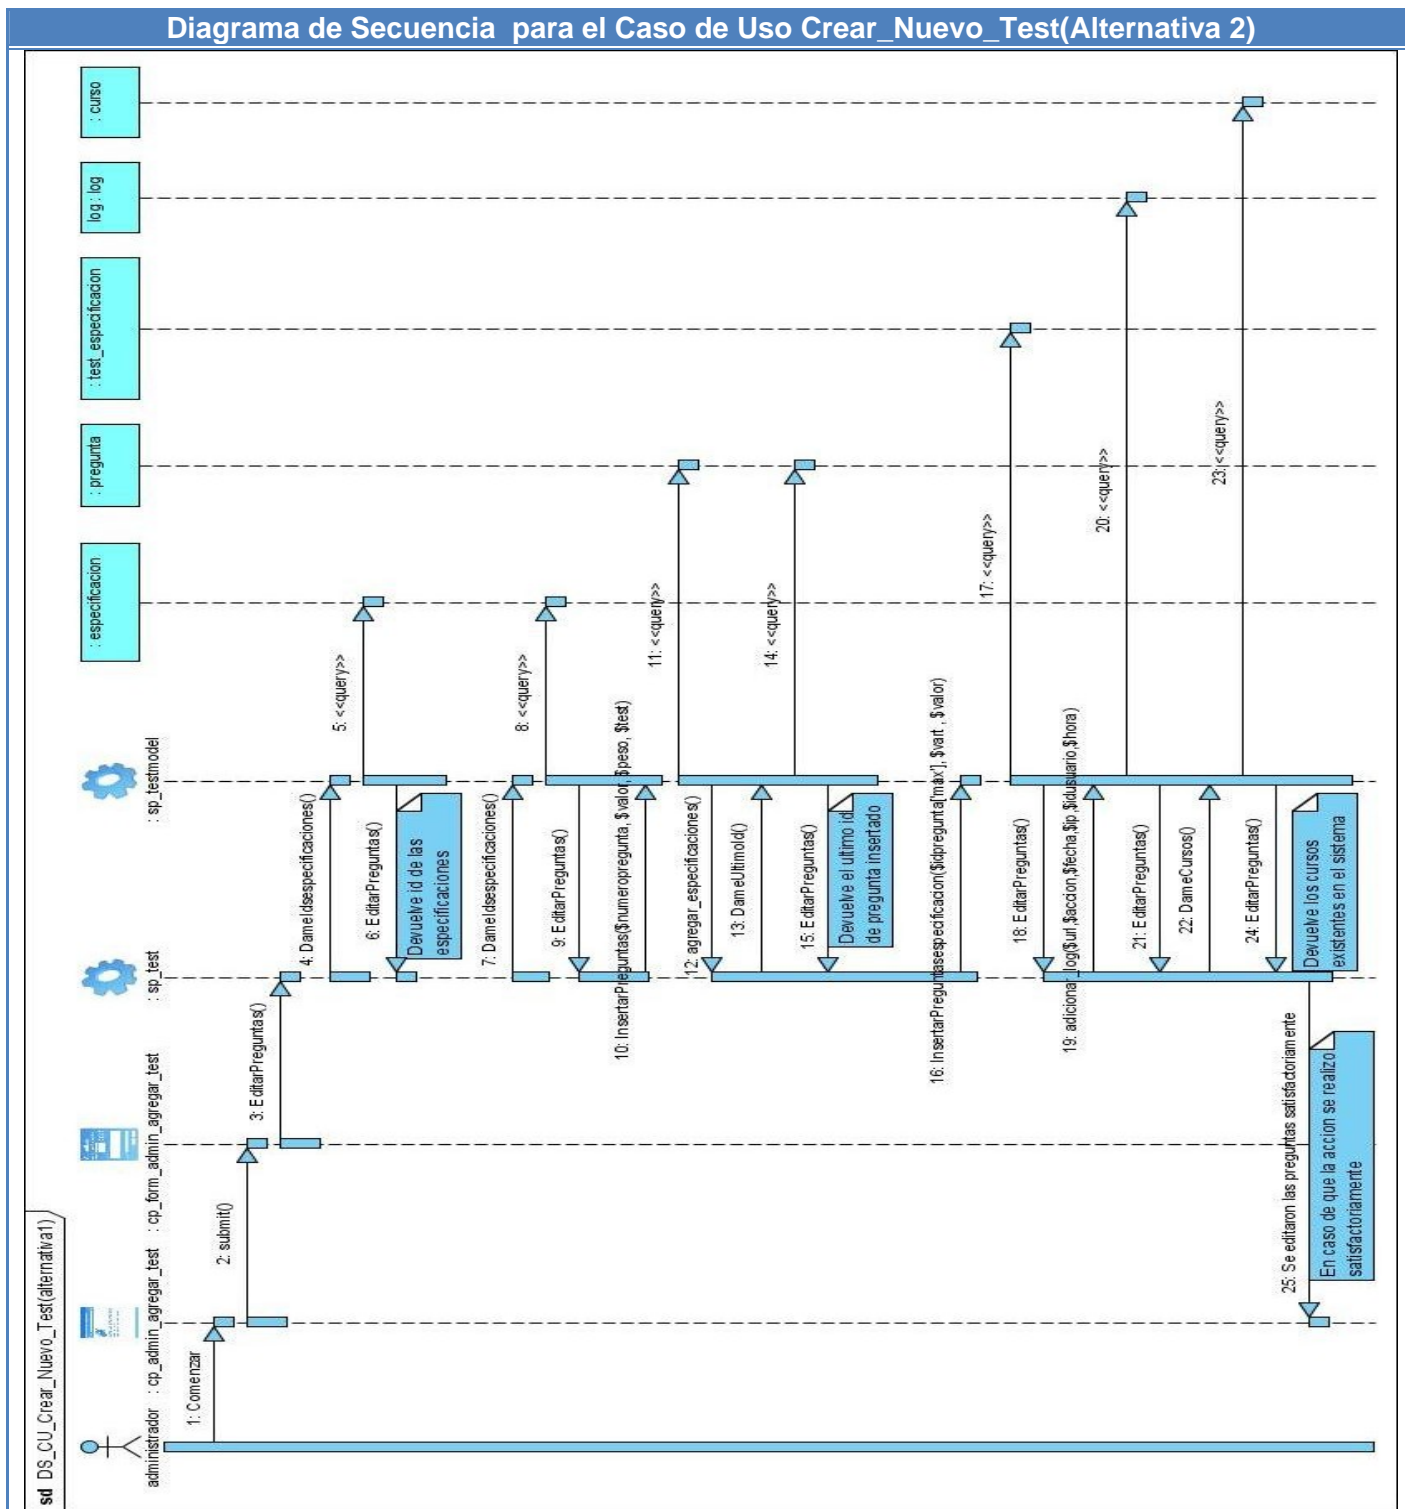 Diagrama de Secuencia para el Caso de Uso Crear_Nuevo_Test(Alternativa 2)
sd DS_CU_Crear_Nuevo_Test(alternativa1)
administrador
: cp_admin_agregar_test
: cp_form_admin_agregar_test
: sp_test
: sp_testmodel
: especificacion
: pregunta
: test_especificacion
log : log
: curso
1: Comenzar
2: submit()
3: EditarPreguntas()
4: DameIdsespecificaciones()
5: <<query>>
6: EditarPreguntas()
Devuelve id de las
especificaciones
7: DameIdsespecificaciones()
8: <<query>>
9: EditarPreguntas()
10: InsertarPreguntas($numeropregunta, $valor, $peso, $test)
11: <<query>>
12: agregar_especificaciones()
13: DameUltimoId()
14: <<query>>
15: EditarPreguntas()
Devuelve el ultimo id
de pregunta insertado
16: InsertarPreguntasespecificacion($idpregunta['max'], $vart , $valor)
17: <<query>>
18: EditarPreguntas()
19: adicionar_log($url,$accion,$fecha,$ip,$idusuario,$hora)
20: <<query>>
21: EditarPreguntas()
22: DameCursos()
23: <<query>>
24: EditarPreguntas()
Devuelve los cursos
existentes en el sistema
25: Se editaron las preguntas satisfactoriamente
En caso de que la accion se realizo
satisfactoriamente